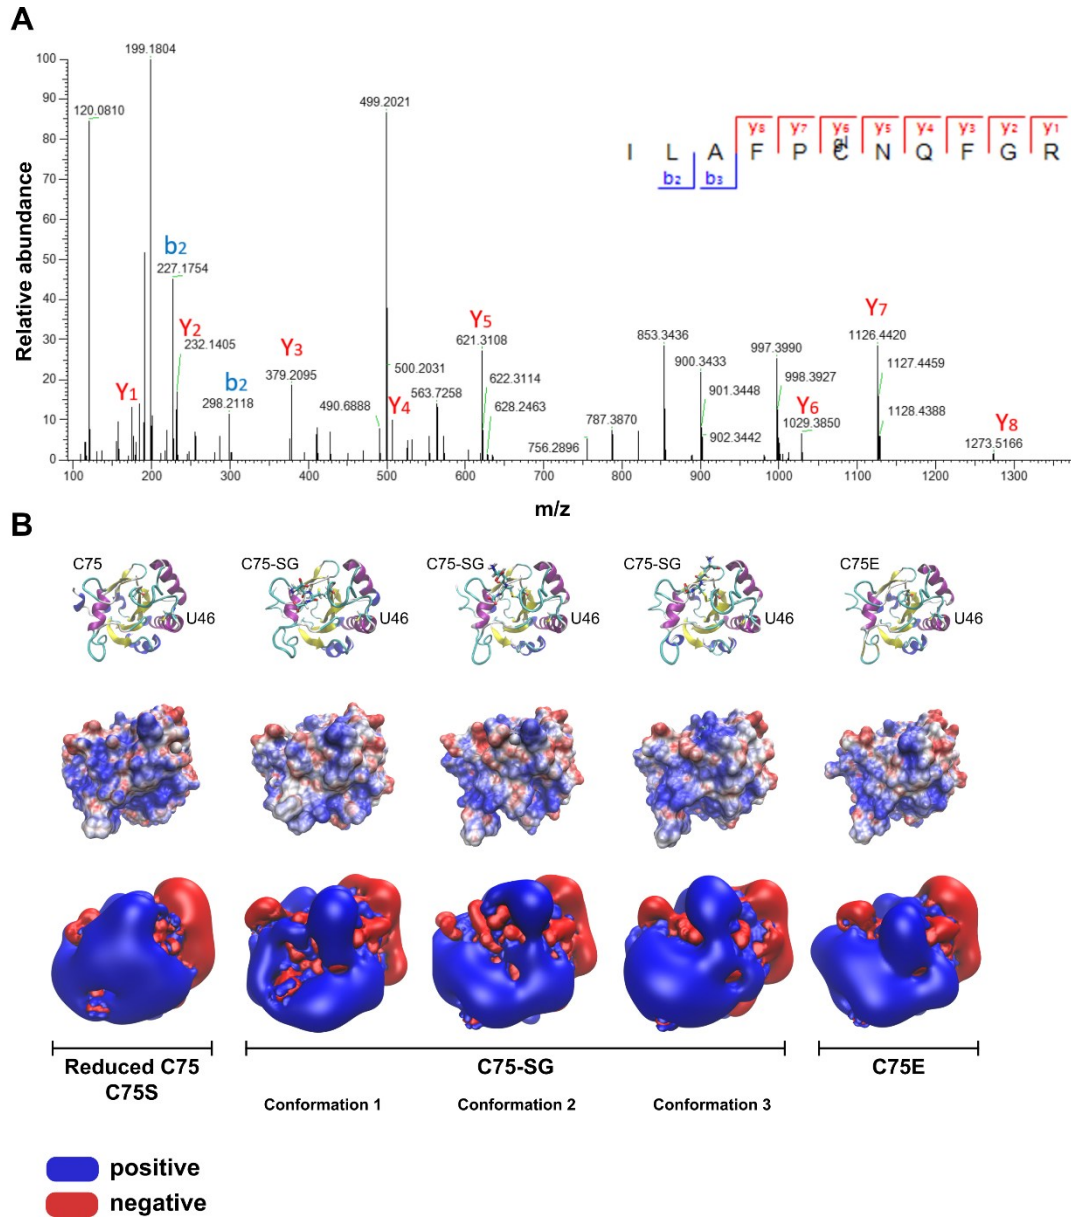 A
199.1804
100
120.0810
499.2021
90
80
70
60
50
40
30
20
10
0
Relative abundance
y8 y7 y6 y5 y4 y3 y2 y1
gl
I L A F P C N Q F G R
b2 b3
b2
227.1754
Y2
232.1405
Y1
b2
298.2118
Y3
379.2095
500.2031
490.6888
Y4
563.7258
Y5
621.3108
622.3114
628.2463
756.2896
787.3870
853.3436
900.3433
901.3448
902.3442
997.3990
998.3927
Y6
1029.3850
Y7
1126.4420
1127.4459
1128.4388
Y8
1273.5166
100 200 300 400 500 600 700 800 900 1000 1100 1200 1300
m/z
B
C75 C75-SG C75-SG C75-SG C75E
U46 U46 U46 U46 U46
Reduced C75
C75S
C75-SG
C75E
Conformation 1 Conformation 2 Conformation 3
positive
negative